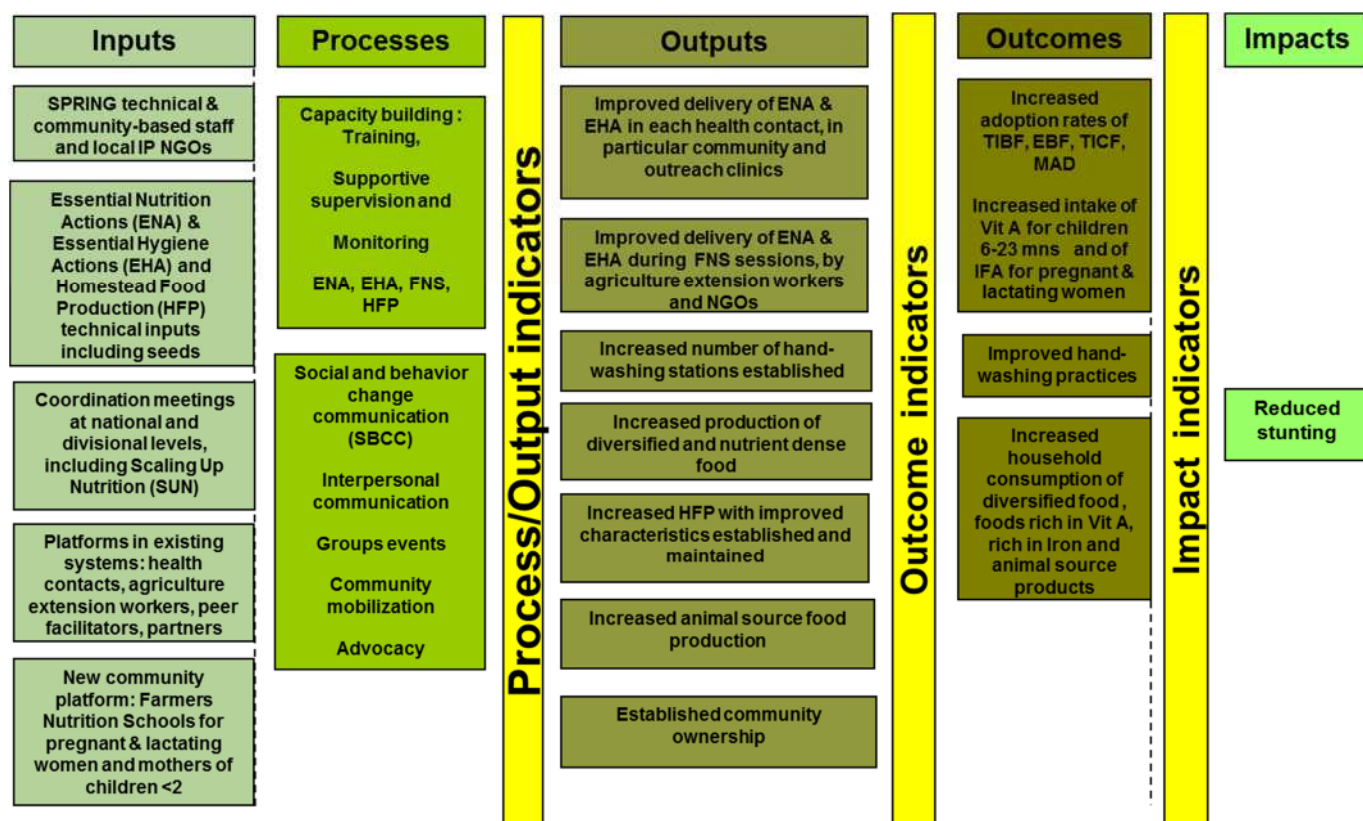 Inputs
SPRING technical &
community-based staff
and local IP NGOs
Essential Nutrition
Actions (ENA) &
Essential Hygiene
Actions (EHA) and
Homestead Food
Production (HFP)
technical inputs
including seeds
Coordination meetings
at national and
divisional levels,
including Scaling Up
Nutrition (SUN)
Platforms in existing
systems: health
contacts, agriculture
extension workers, peer
facilitators, partners
New community
platform: Farmers
Nutrition Schools for
pregnant & lactating
women and mothers of
children <2
Processes
Capacity building :
Training,
Supportive
supervision and
Monitoring
ENA, EHA, FNS,
HFP
Social and behavior
change
communication
(SBCC)
Interpersonal
communication
Groups events
Community
mobilization
Advocacy
Process/Output indicators
Outputs
Improved delivery of ENA &
EHA in each health contact, in
particular community and
outreach clinics
Improved delivery of ENA &
EHA during FNS sessions, by
agriculture extension workers
and NGOs
Increased number of hand-
washing stations established
Increased production of
diversified and nutrient dense
food
Increased HFP with improved
characteristics established and
maintained
Increased animal source food
production
Established community
ownership
Outcome indicators
Outcomes
Increased
adoption rates of
TIBF, EBF, TICF,
MAD
Increased intake of
Vit A for children
6-23 mns and of
IFA for pregnant &
lactating women
Improved hand-
washing practices
Increased
household
consumption of
diversified food ,
foods rich in Vit A,
rich in Iron and
animal source
products
Impact indicators
Impacts
Reduced
stunting